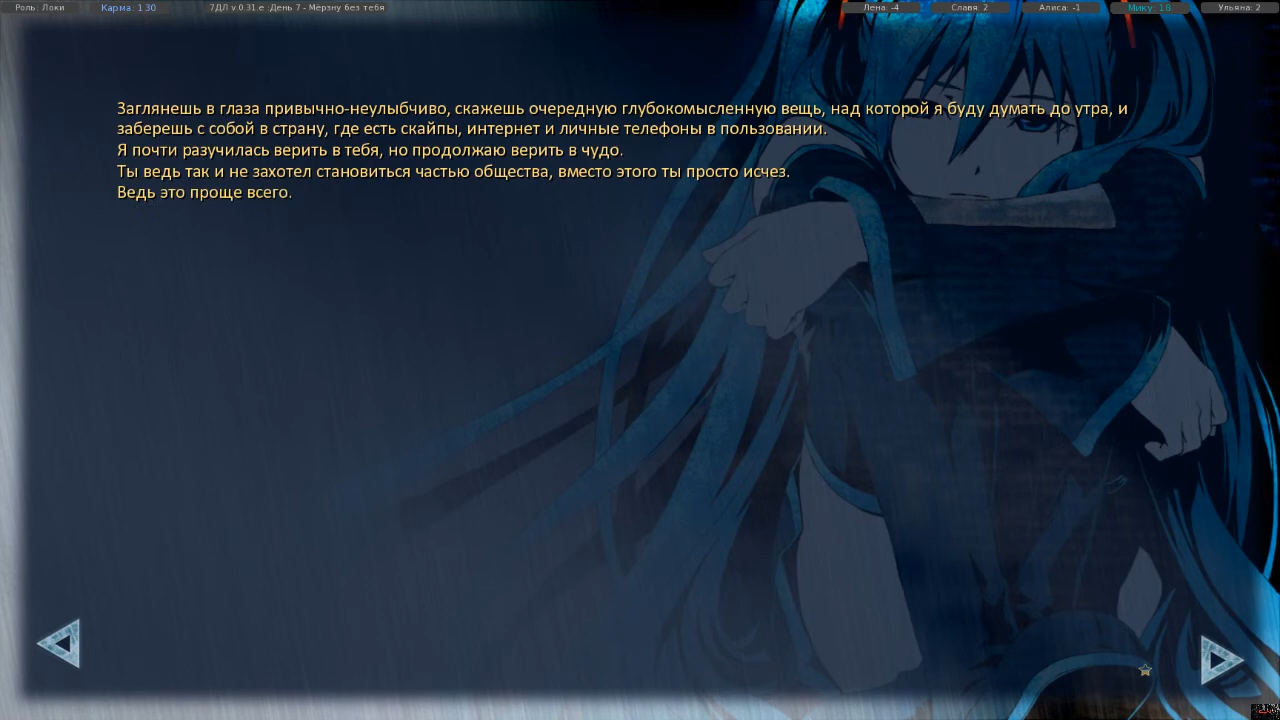 Роль: Локи Карма: 130 7ДЛ v.0.31.e :День 7 - Мёрзну без тебя Лена: -4 Славя: 2 Алиса: -1 Мику: 18 Ульяна: 2
Заглянешь в глаза привычно-неулыбчиво, скажешь очередную глубокомысленную вещь, над которой я буду думать до утра, и
заберешь с собой в страну, где есть скайпы, интернет и личные телефоны в пользовании.
Я почти разучилась верить в тебя, но продолжаю верить в чудо.
Ты ведь так и не захотел становиться частью общества, вместо этого ты просто исчез.
Ведь это проще всего.